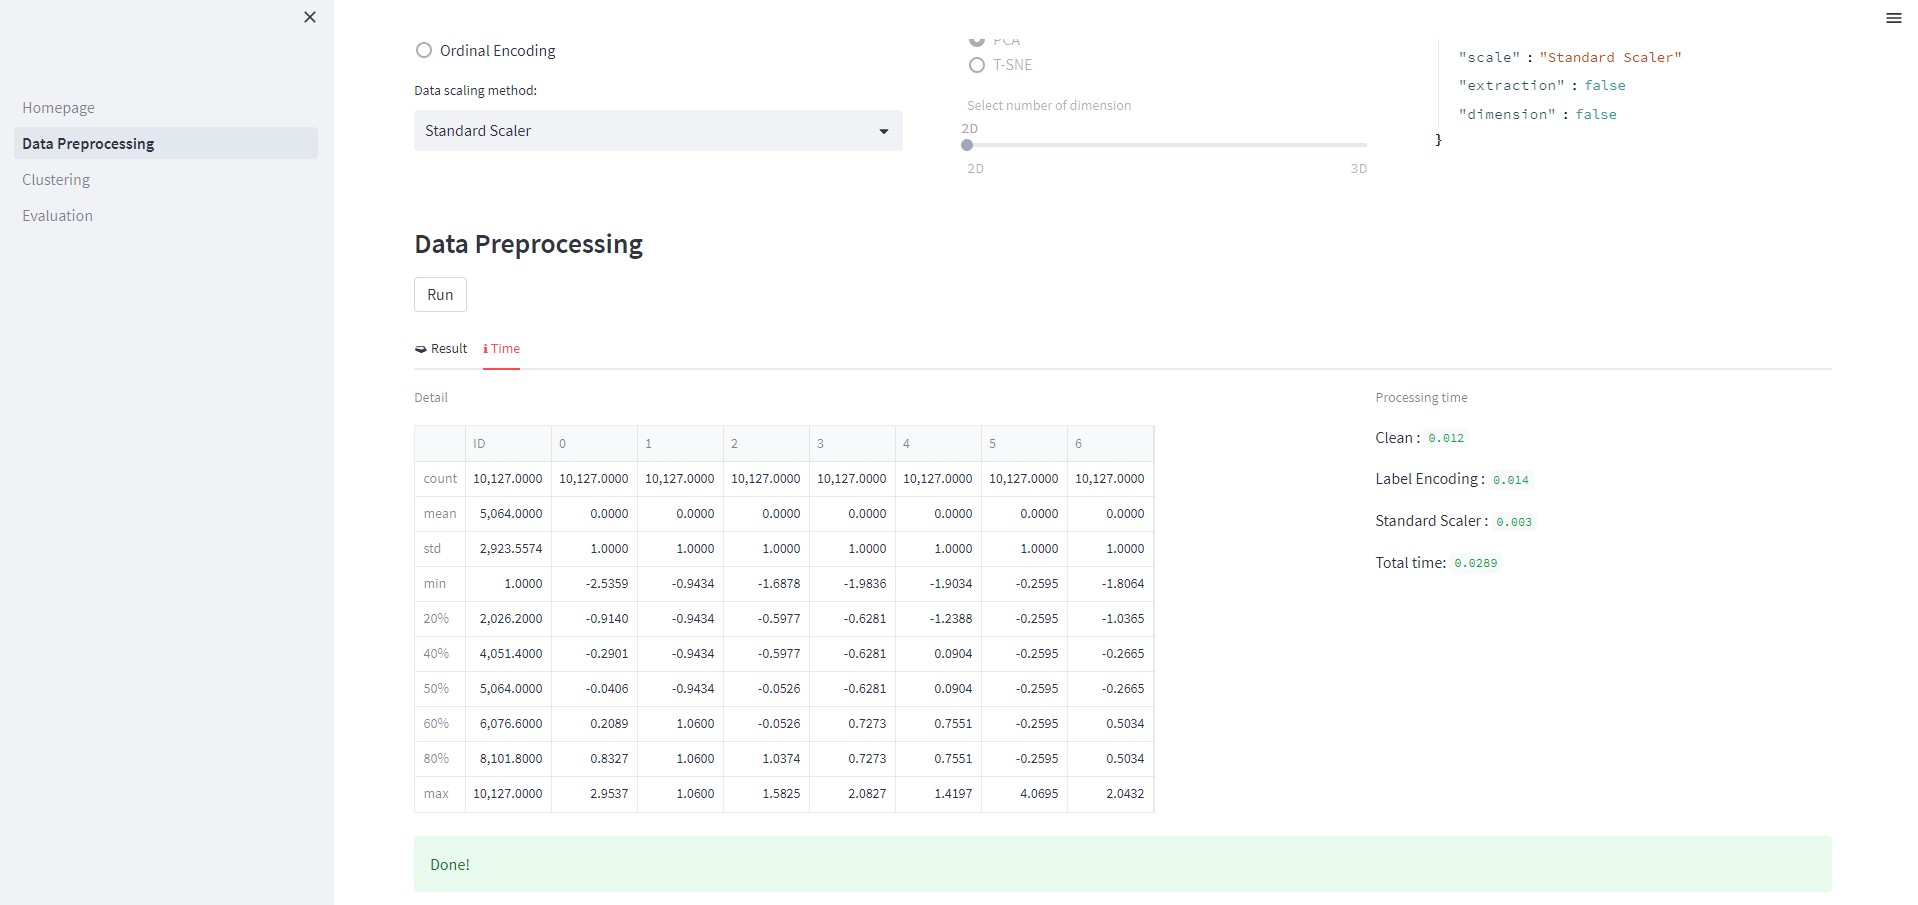 Homepage
Data Preprocessing
Clustering
Evaluation
Ordinal Encoding
Data scaling method:
Standard Scaler
PCA
T-SNE
Select number of dimension
2D
2D 3D
"scale" : "Standard Scaler"
"extraction" : false
"dimension" : false
}
Data Preprocessing
Run
Result Time
Detail
ID 0 1 2 3 4 5 6
count 10,127.0000 10,127.0000 10,127.0000 10,127.0000 10,127.0000 10,127.0000 10,127.0000 10,127.0000
mean 5,064.0000 0.0000 0.0000 0.0000 0.0000 0.0000 0.0000 0.0000
std 2,923.5574 1.0000 1.0000 1.0000 1.0000 1.0000 1.0000 1.0000
min 1.0000 -2.5359 -0.9434 -1.6878 -1.9836 -1.9034 -0.2595 -1.8064
20% 2,026.2000 -0.9140 -0.9434 -0.5977 -0.6281 -1.2388 -0.2595 -1.0365
40% 4,051.4000 -0.2901 -0.9434 -0.5977 -0.6281 0.0904 -0.2595 -0.2665
50% 5,064.0000 -0.0406 -0.9434 -0.0526 -0.6281 0.0904 -0.2595 -0.2665
60% 6,076.6000 0.2089 1.0600 -0.0526 0.7273 0.7551 -0.2595 0.5034
80% 8,101.8000 0.8327 1.0600 1.0374 0.7273 0.7551 -0.2595 0.5034
max 10,127.0000 2.9537 1.0600 1.5825 2.0827 1.4197 4.0695 2.0432
Processing time
Clean : 0.012
Label Encoding : 0.014
Standard Scaler : 0.003
Total time: 0.0289
Done!